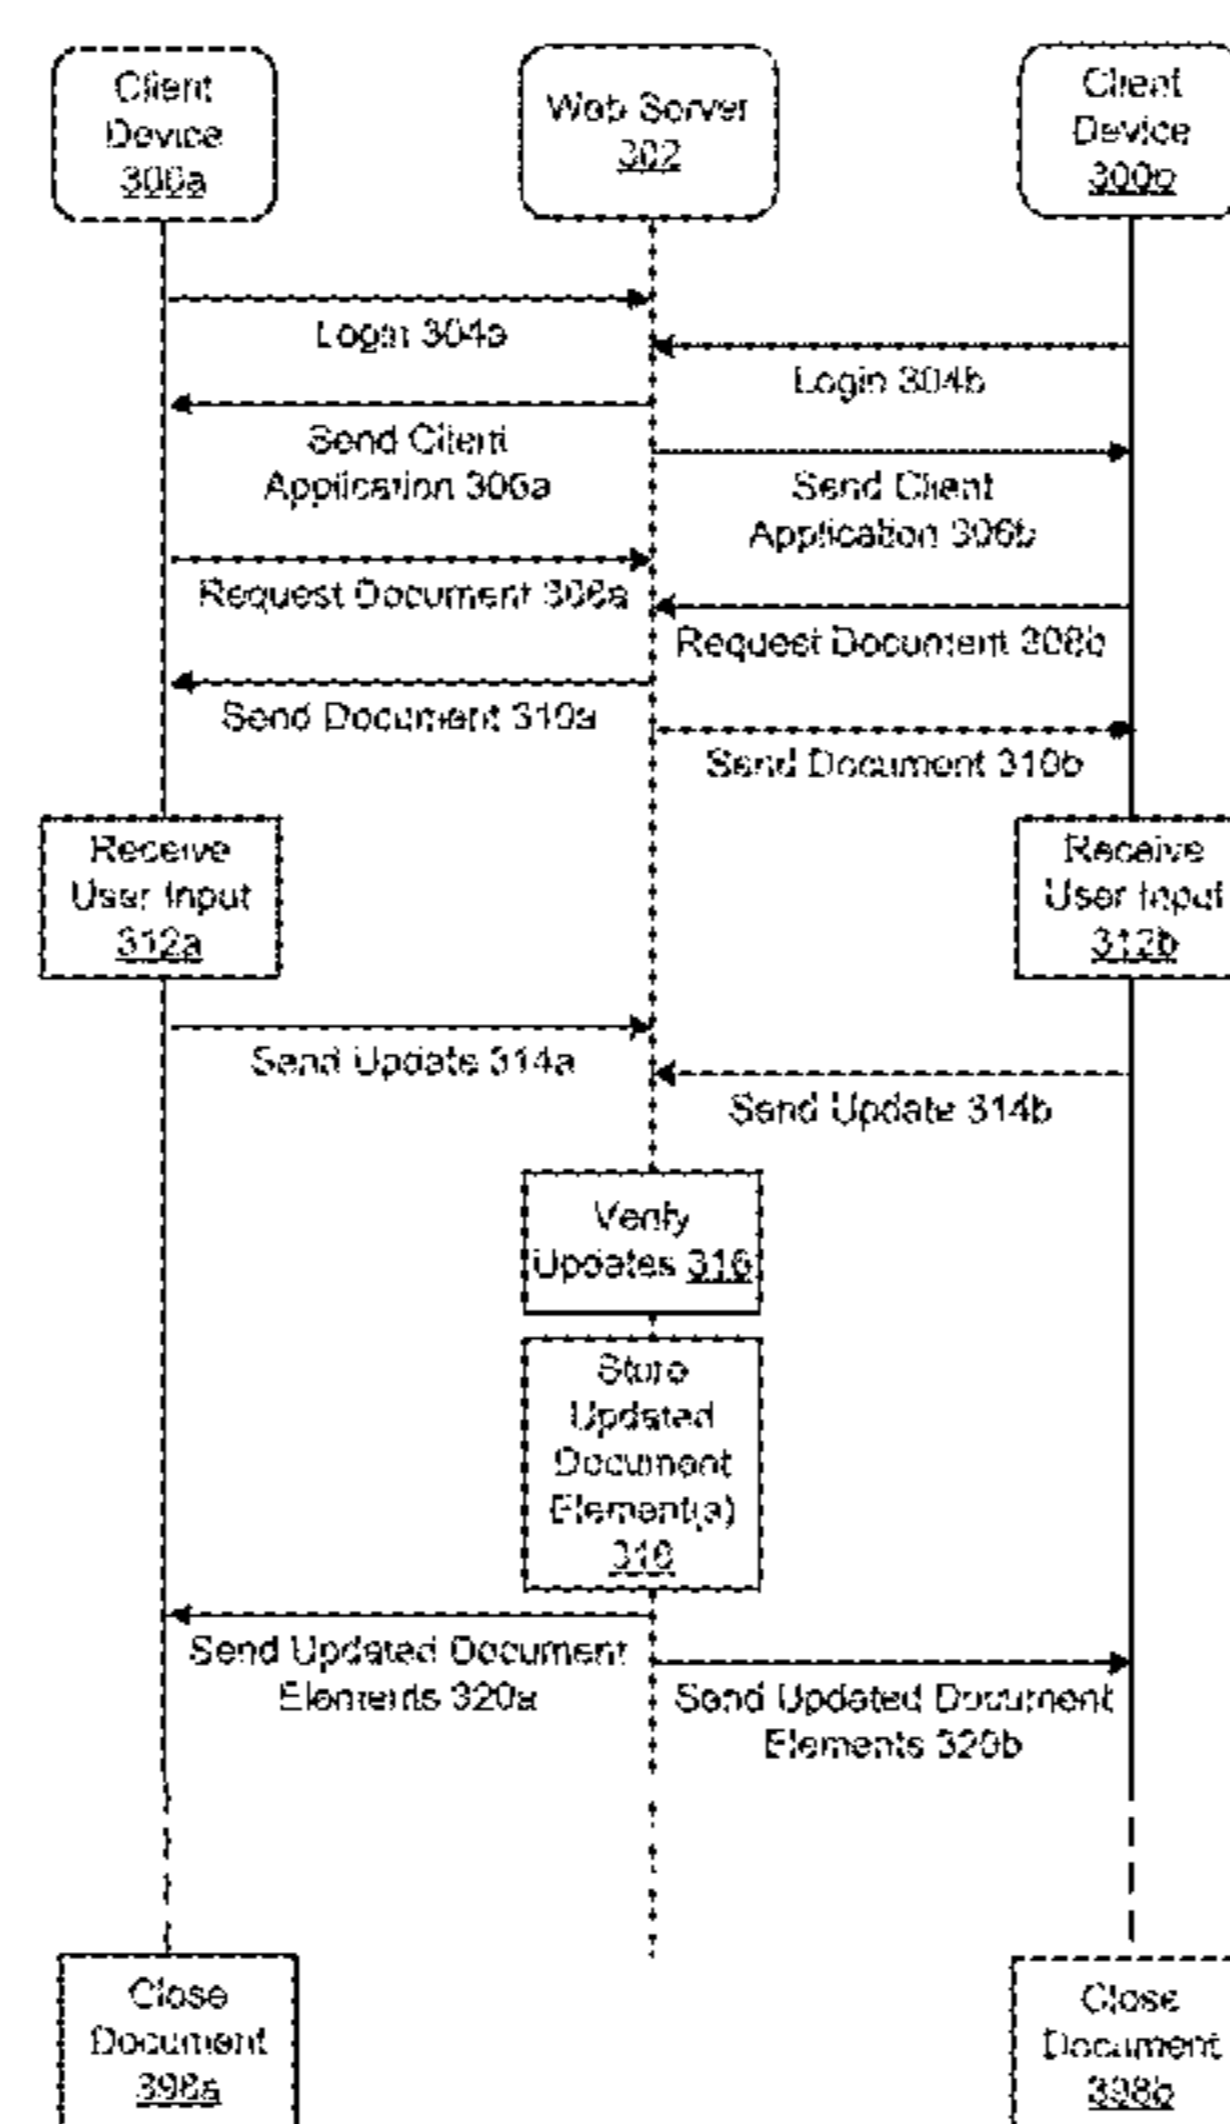 Client
Device
300a
Web Server
302
Client
Device
300b
Login 304a
Login 304b
Send Client
Application 306a
Send Client
Application 306b
Request Document 308a
Request Document 308b
Send Document 310a
Send Document 310b
Receive
User Input
312a
Receive
User Input
312b
Send Update 314a
Send Update 314b
Verify
Updates 316
Store
Updated
Document
Element(s)
318
Send Updated Document
Elements 320a
Send Updated Document
Elements 320b
Close
Document
398a
Close
Document
398b